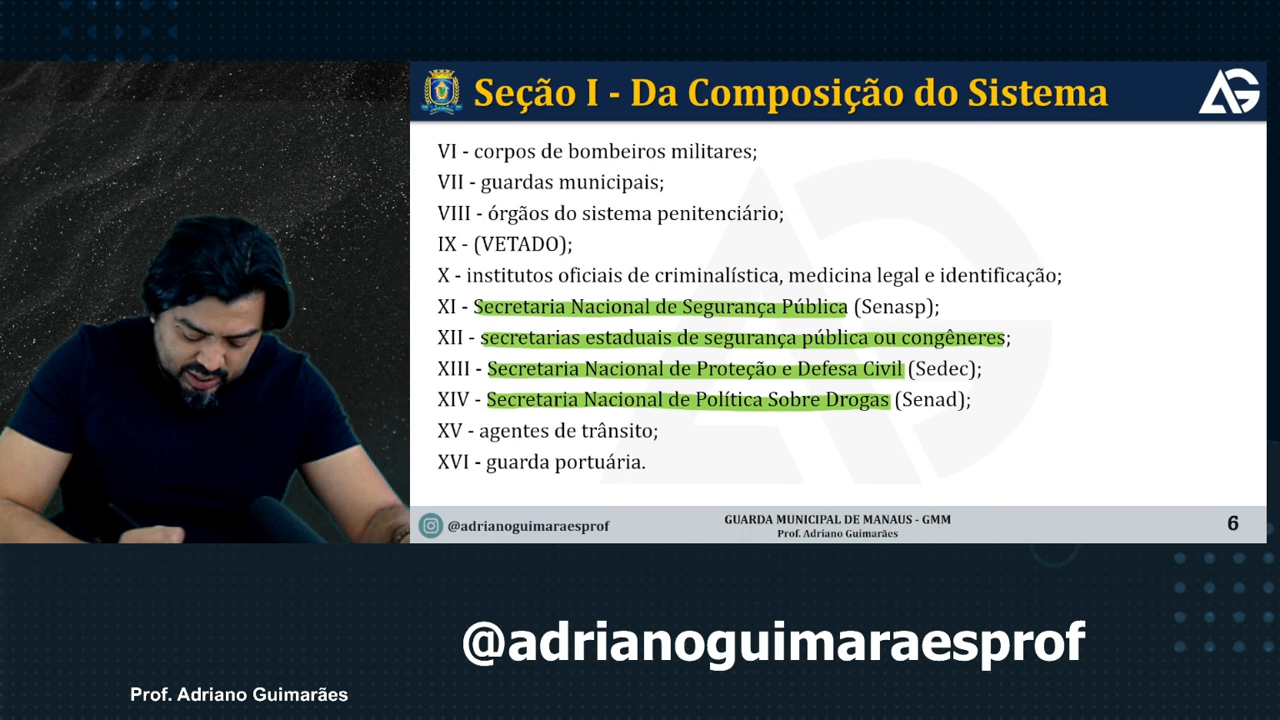 Seção I - Da Composição do Sistema
AG
VI - corpos de bombeiros militares;
VII - guardas municipais;
VIII - órgãos do sistema penitenciário;
IX - (VETADO);
X - institutos oficiais de criminalística, medicina legal e identificação;
XI - Secretaria Nacional de Segurança Pública (Senasp);
XII - secretarias estaduais de segurança pública ou congêneres;
XIII - Secretaria Nacional de Proteção e Defesa Civil (Sedec);
XIV - Secretaria Nacional de Política Sobre Drogas (Senad);
XV - agentes de trânsito;
XVI - guarda portuária.
@adrianoguimaraesprof
GUARDA MUNICIPAL DE MANAUS - GMM
Prof. Adriano Guimarães
6
@adrianoguimaraesprof
Prof. Adriano Guimarães